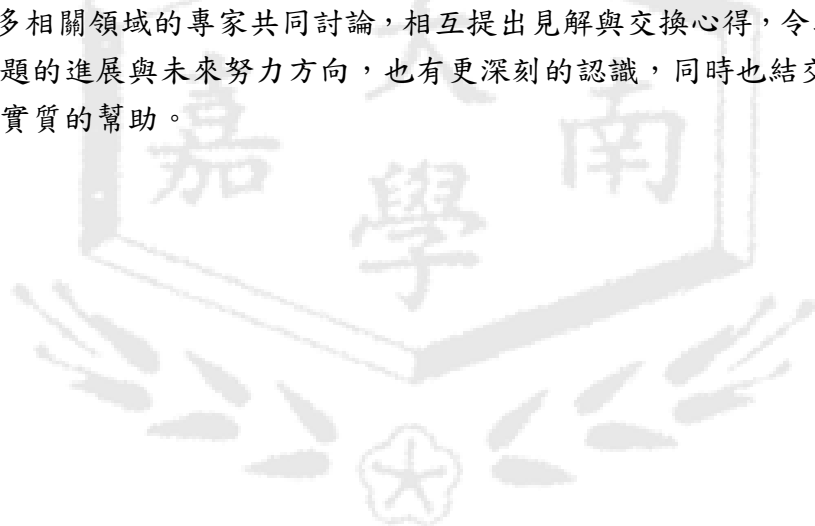 多相關領域的專家共同討論，相互提出見解與交換心得，令
題的進展與未來努力方向，也有更深刻的認識，同時也結交
實質的幫助。
大
嘉 南
學